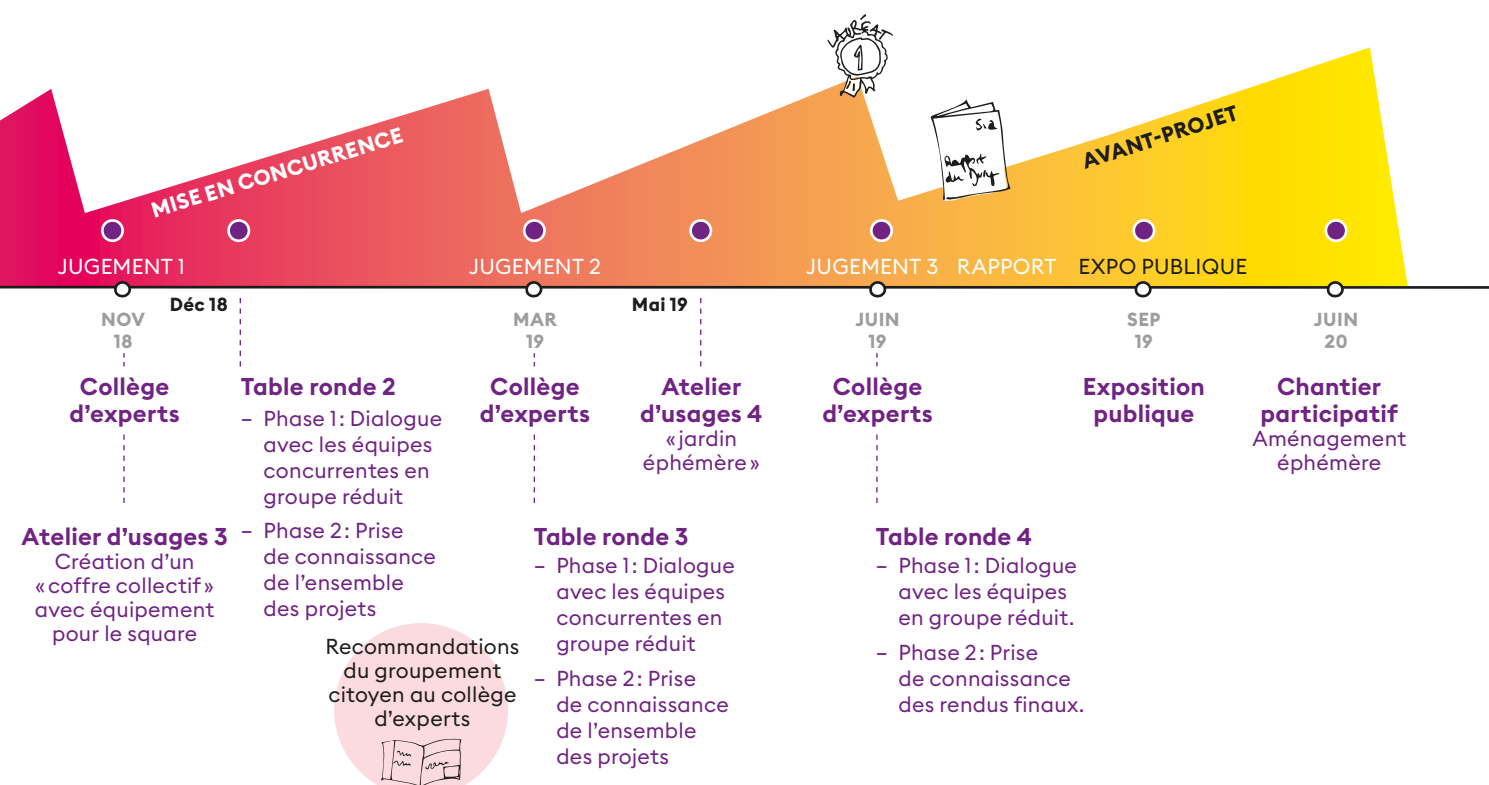 LAURÉAT
1
Sia
Rapport
du Jury
MISE EN CONCURRENCE
AVANT-PROJET
JUGEMENT 1
JUGEMENT 2
JUGEMENT 3
RAPPORT
EXPO PUBLIQUE
NOV
18
Déc 18
MAR
19
Mai 19
JUIN
19
SEP
19
JUIN
20
Collège
d'experts
Atelier d'usages 3
Création d'un
«coffre collectif»
avec équipement
pour le square
Table ronde 2
– Phase 1: Dialogue
avec les équipes
concurrentes en
groupe réduit
– Phase 2: Prise
de connaissance
de l'ensemble
des projets
Recommandations
du groupement
citoyen au collège
d'experts
Collège
d'experts
Table ronde 3
– Phase 1: Dialogue
avec les équipes
concurrentes en
groupe réduit
– Phase 2: Prise
de connaissance
de l'ensemble
des projets
Atelier
d'usages 4
«jardin
éphémère»
Collège
d'experts
Table ronde 4
– Phase 1: Dialogue
avec les équipes
en groupe réduit.
– Phase 2: Prise
de connaissance
des rendus finaux.
Exposition
publique
Chantier
participatif
Aménagement
éphémère